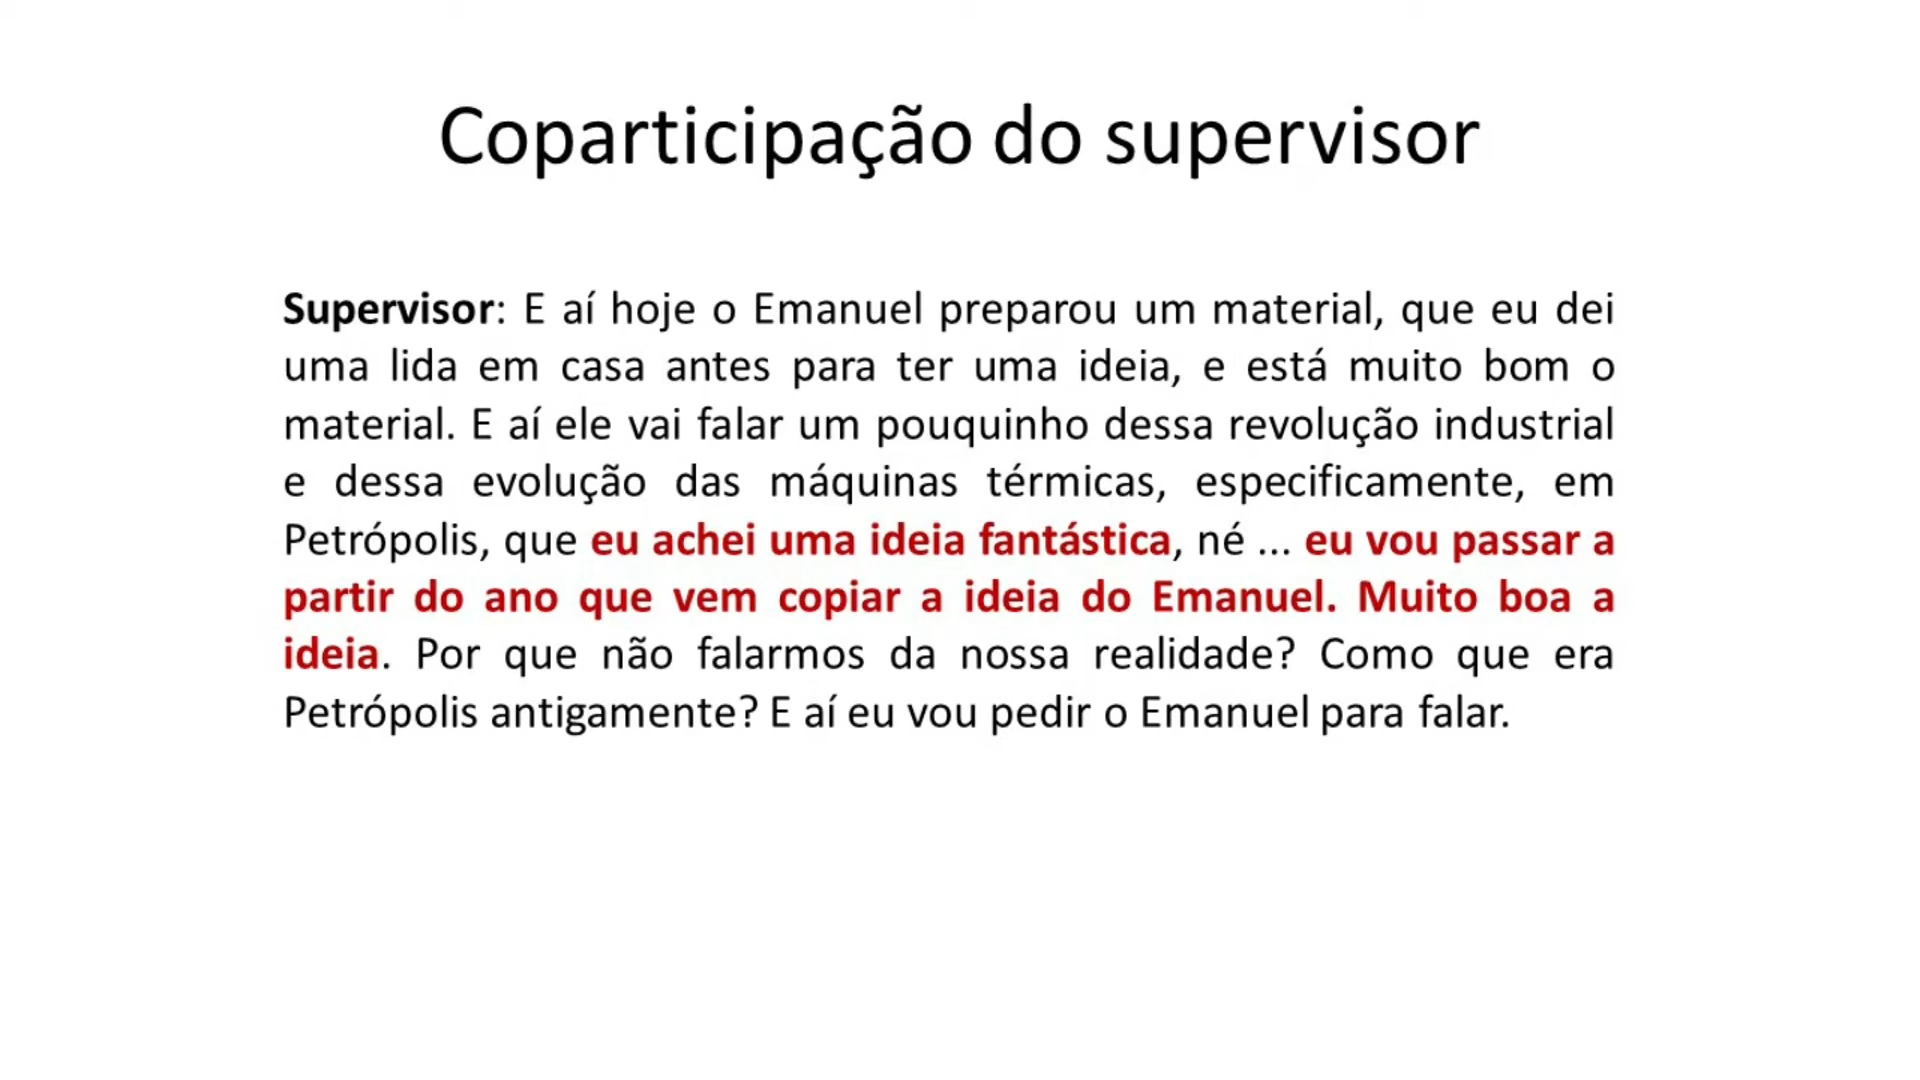 Coparticipação do supervisor
Supervisor: E aí hoje o Emanuel preparou um material, que eu dei
uma lida em casa antes para ter uma ideia, e está muito bom o
material. E aí ele vai falar um pouquinho dessa revolução industrial
e dessa evolução das máquinas térmicas, especificamente, em
Petrópolis, que eu achei uma ideia fantástica, né ... eu vou passar a
partir do ano que vem copiar a ideia do Emanuel. Muito boa a
ideia. Por que não falarmos da nossa realidade? Como que era
Petrópolis antigamente? E aí eu vou pedir o Emanuel para falar.